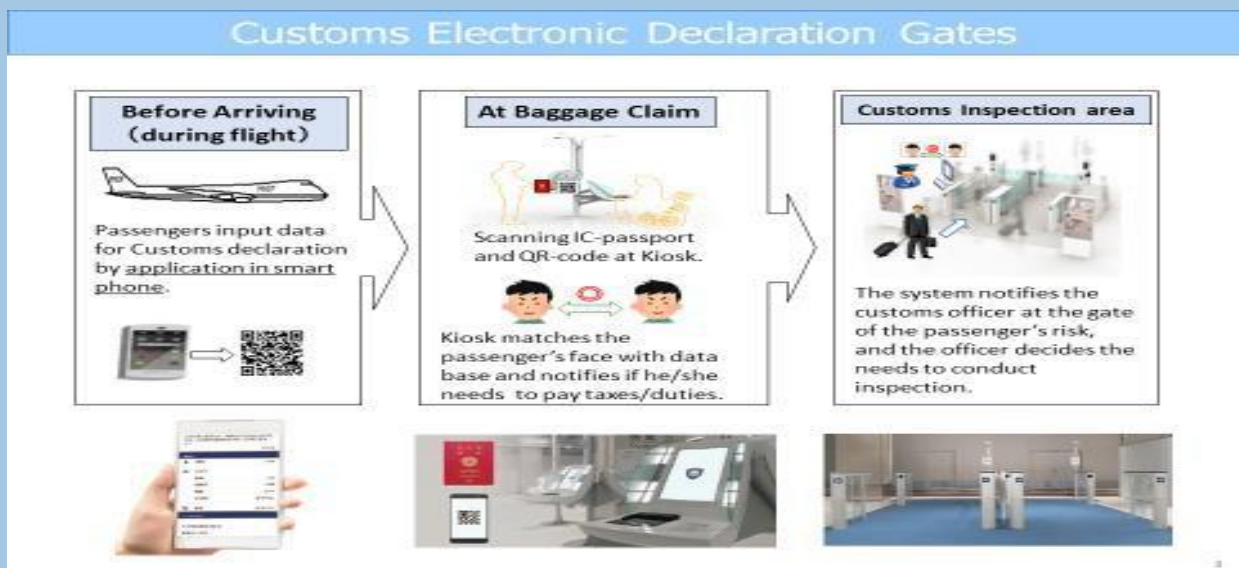 Customs Electronic Declaration Gates
Before Arriving
(during flight)
Passengers input data
for Customs declaration
by application in smart
phone.
At Baggage Claim
Scanning IC-passport
and QR-code at Kiosk.
Kiosk matches the
passenger's face with data
base and notifies if he/she
needs to pay taxes/duties.
Customs Inspection area
The system notifies the
customs officer at the gate
of the passenger's risk,
and the officer decides the
needs to conduct
inspection.